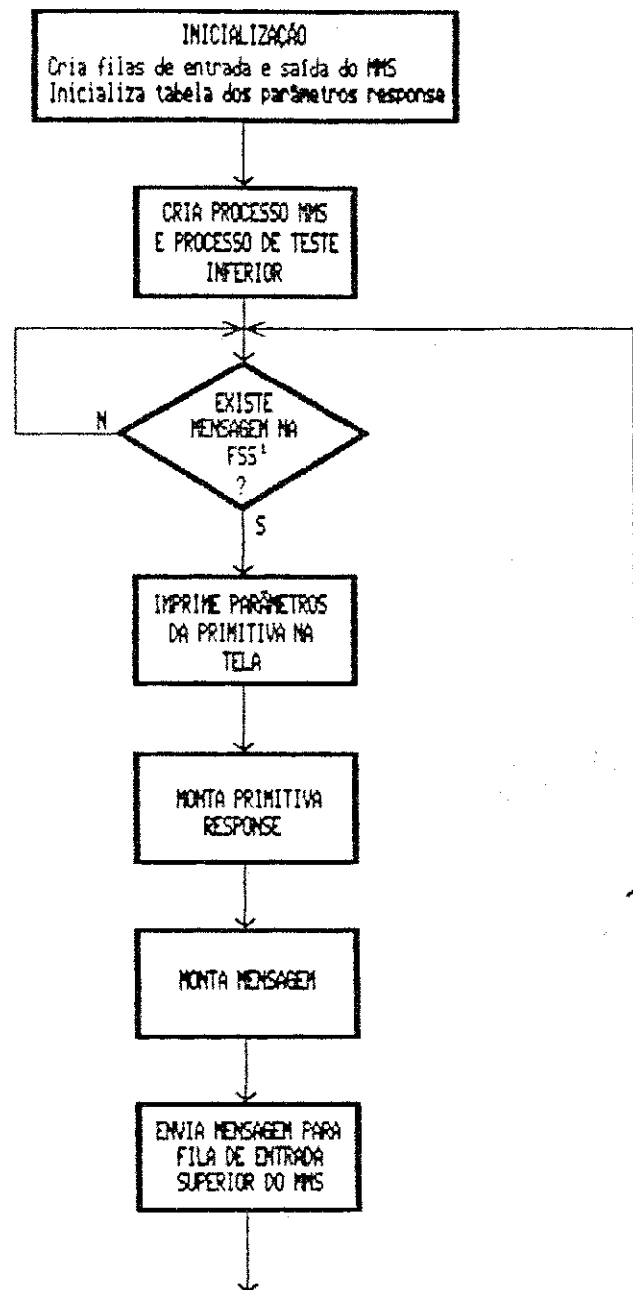 INICIALIZAÇÃO
Cria filas de entrada e saída do MMS
Inicializa tabela dos parâmetros response
CRIA PROCESSO MMS
E PROCESSO DE TESTE
INFERIOR
N
EXISTE
MENSAGEM NA
FSS¹
?
S
IMPRIME PARÂMETROS
DA PRIMITIVA NA
TELA
MONTA PRIMITIVA
RESPONSE
MONTA MENSAGEM
ENVIA MENSAGEM PARA
FILA DE ENTRADA
SUPERIOR DO MMS